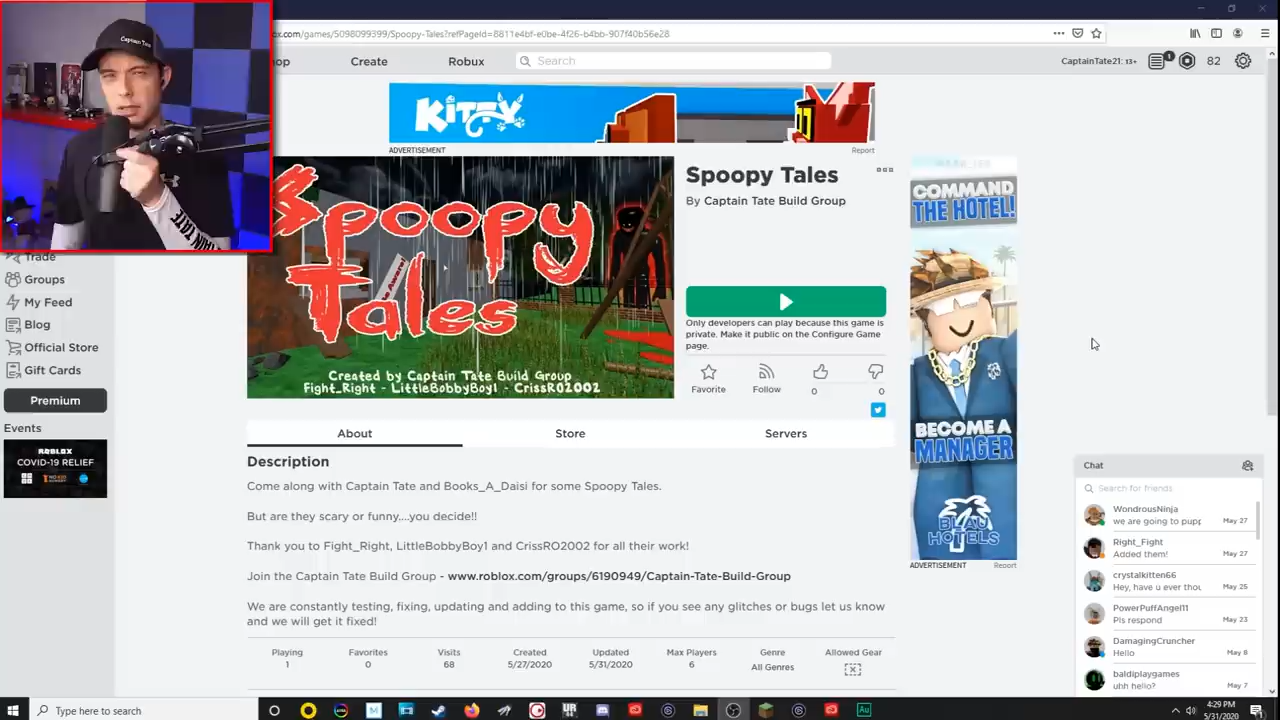 Captain Tate
ox.com/games/5098099399/Spoopy-Tales?refPageId=8811e4bf-e0be-4f26-b4bb-907f40b56e28
op
Create
Robux
Search
CaptainTate21: 13+
1
82
KiTTY
ADVERTISEMENT
Report
Spoopy
Tales
Created by Captain Tate Build Group
Fight_Right - LittleBobbyBoy1 - CrissRO2002
Spoopy Tales
By Captain Tate Build Group
Only developers can play because this game is
private. Make it public on the Configure Game
page.
Favorite
Follow
0
0
COMMAND
THE HOTEL!
BECOME A
MANAGER
BLAU
HOTELS
ADVERTISEMENT
Report
Trade
Groups
My Feed
Blog
Official Store
Gift Cards
Premium
Events
ROBLOX
COVID-19 RELIEF
About
Store
Servers
Description
Come along with Captain Tate and Books_A_Daisi for some Spoopy Tales.
But are they scary or funny....you decide!!
Thank you to Fight_Right, LittleBobbyBoy1 and CrissRO2002 for all their work!
Join the Captain Tate Build Group - www.roblox.com/groups/6190949/Captain-Tate-Build-Group
We are constantly testing, fixing, updating and adding to this game, so if you see any glitches or bugs let us know
and we will get it fixed!
Playing
1
Favorites
0
Visits
68
Created
5/27/2020
Updated
5/31/2020
Max Players
6
Genre
All Genres
Allowed Gear
Chat
Search for friends
WondrousNinja
we are going to pupp
May 27
Right_Fight
Added them!
May 27
crystalkitten66
Hey, have u ever thou
May 25
PowerPuffAngel11
Pls respond
May 23
DamagingCruncher
Hello
May 8
baldiplaygames
uhh hello?
May 7
Type here to search
4:29 PM
5/31/2020